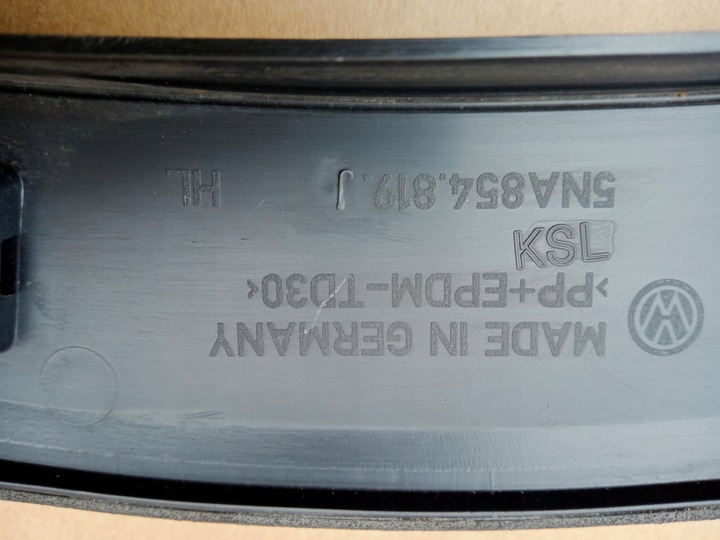 MADE IN GERMANY
>PP+EPDM-TD30<
KSL
5NA854.819.J HL